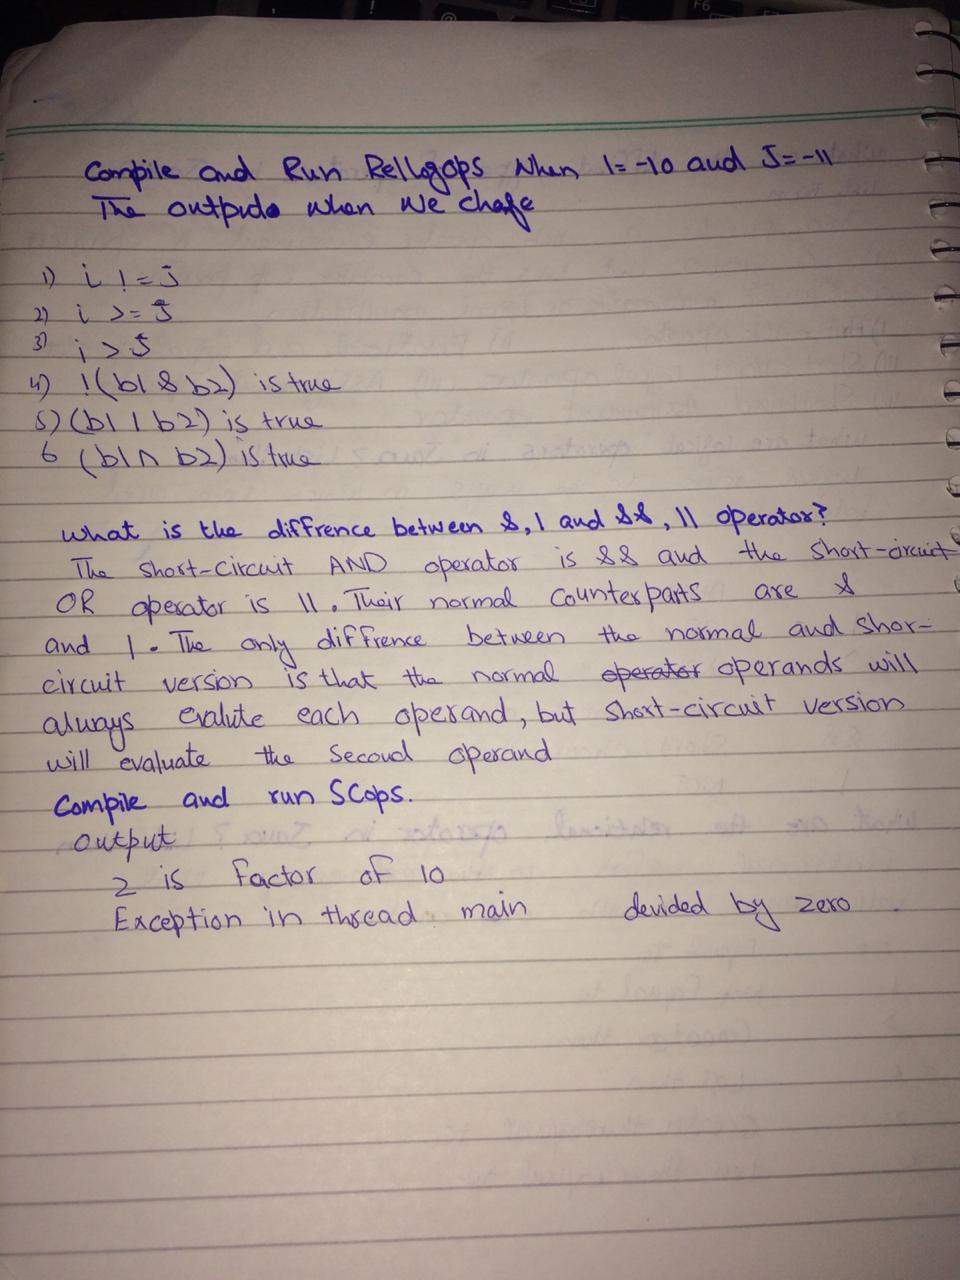 Compile and Run Rellogops When I=-10 and J=-11
The outpude when we chafe
1) i != J
2) i >= J
3) i > J
4) !(b1 & b2) is true
5) (b1 | b2) is true
6 (b1 ^ b2) is true
what is the diffrence between &, | and &&, || operator?
The short-circuit AND operator is && and the short-circuit
OR operator is ||. Their normal counterparts are &
and |. The only diffrence between the normal and shor-
circuit version is that the normal operator operands will
always evalute each operand, but short-circuit version
will evaluate the second operand
Compile and run SCops.
output
2 is factor of 10
Exception in thread main devided by zero